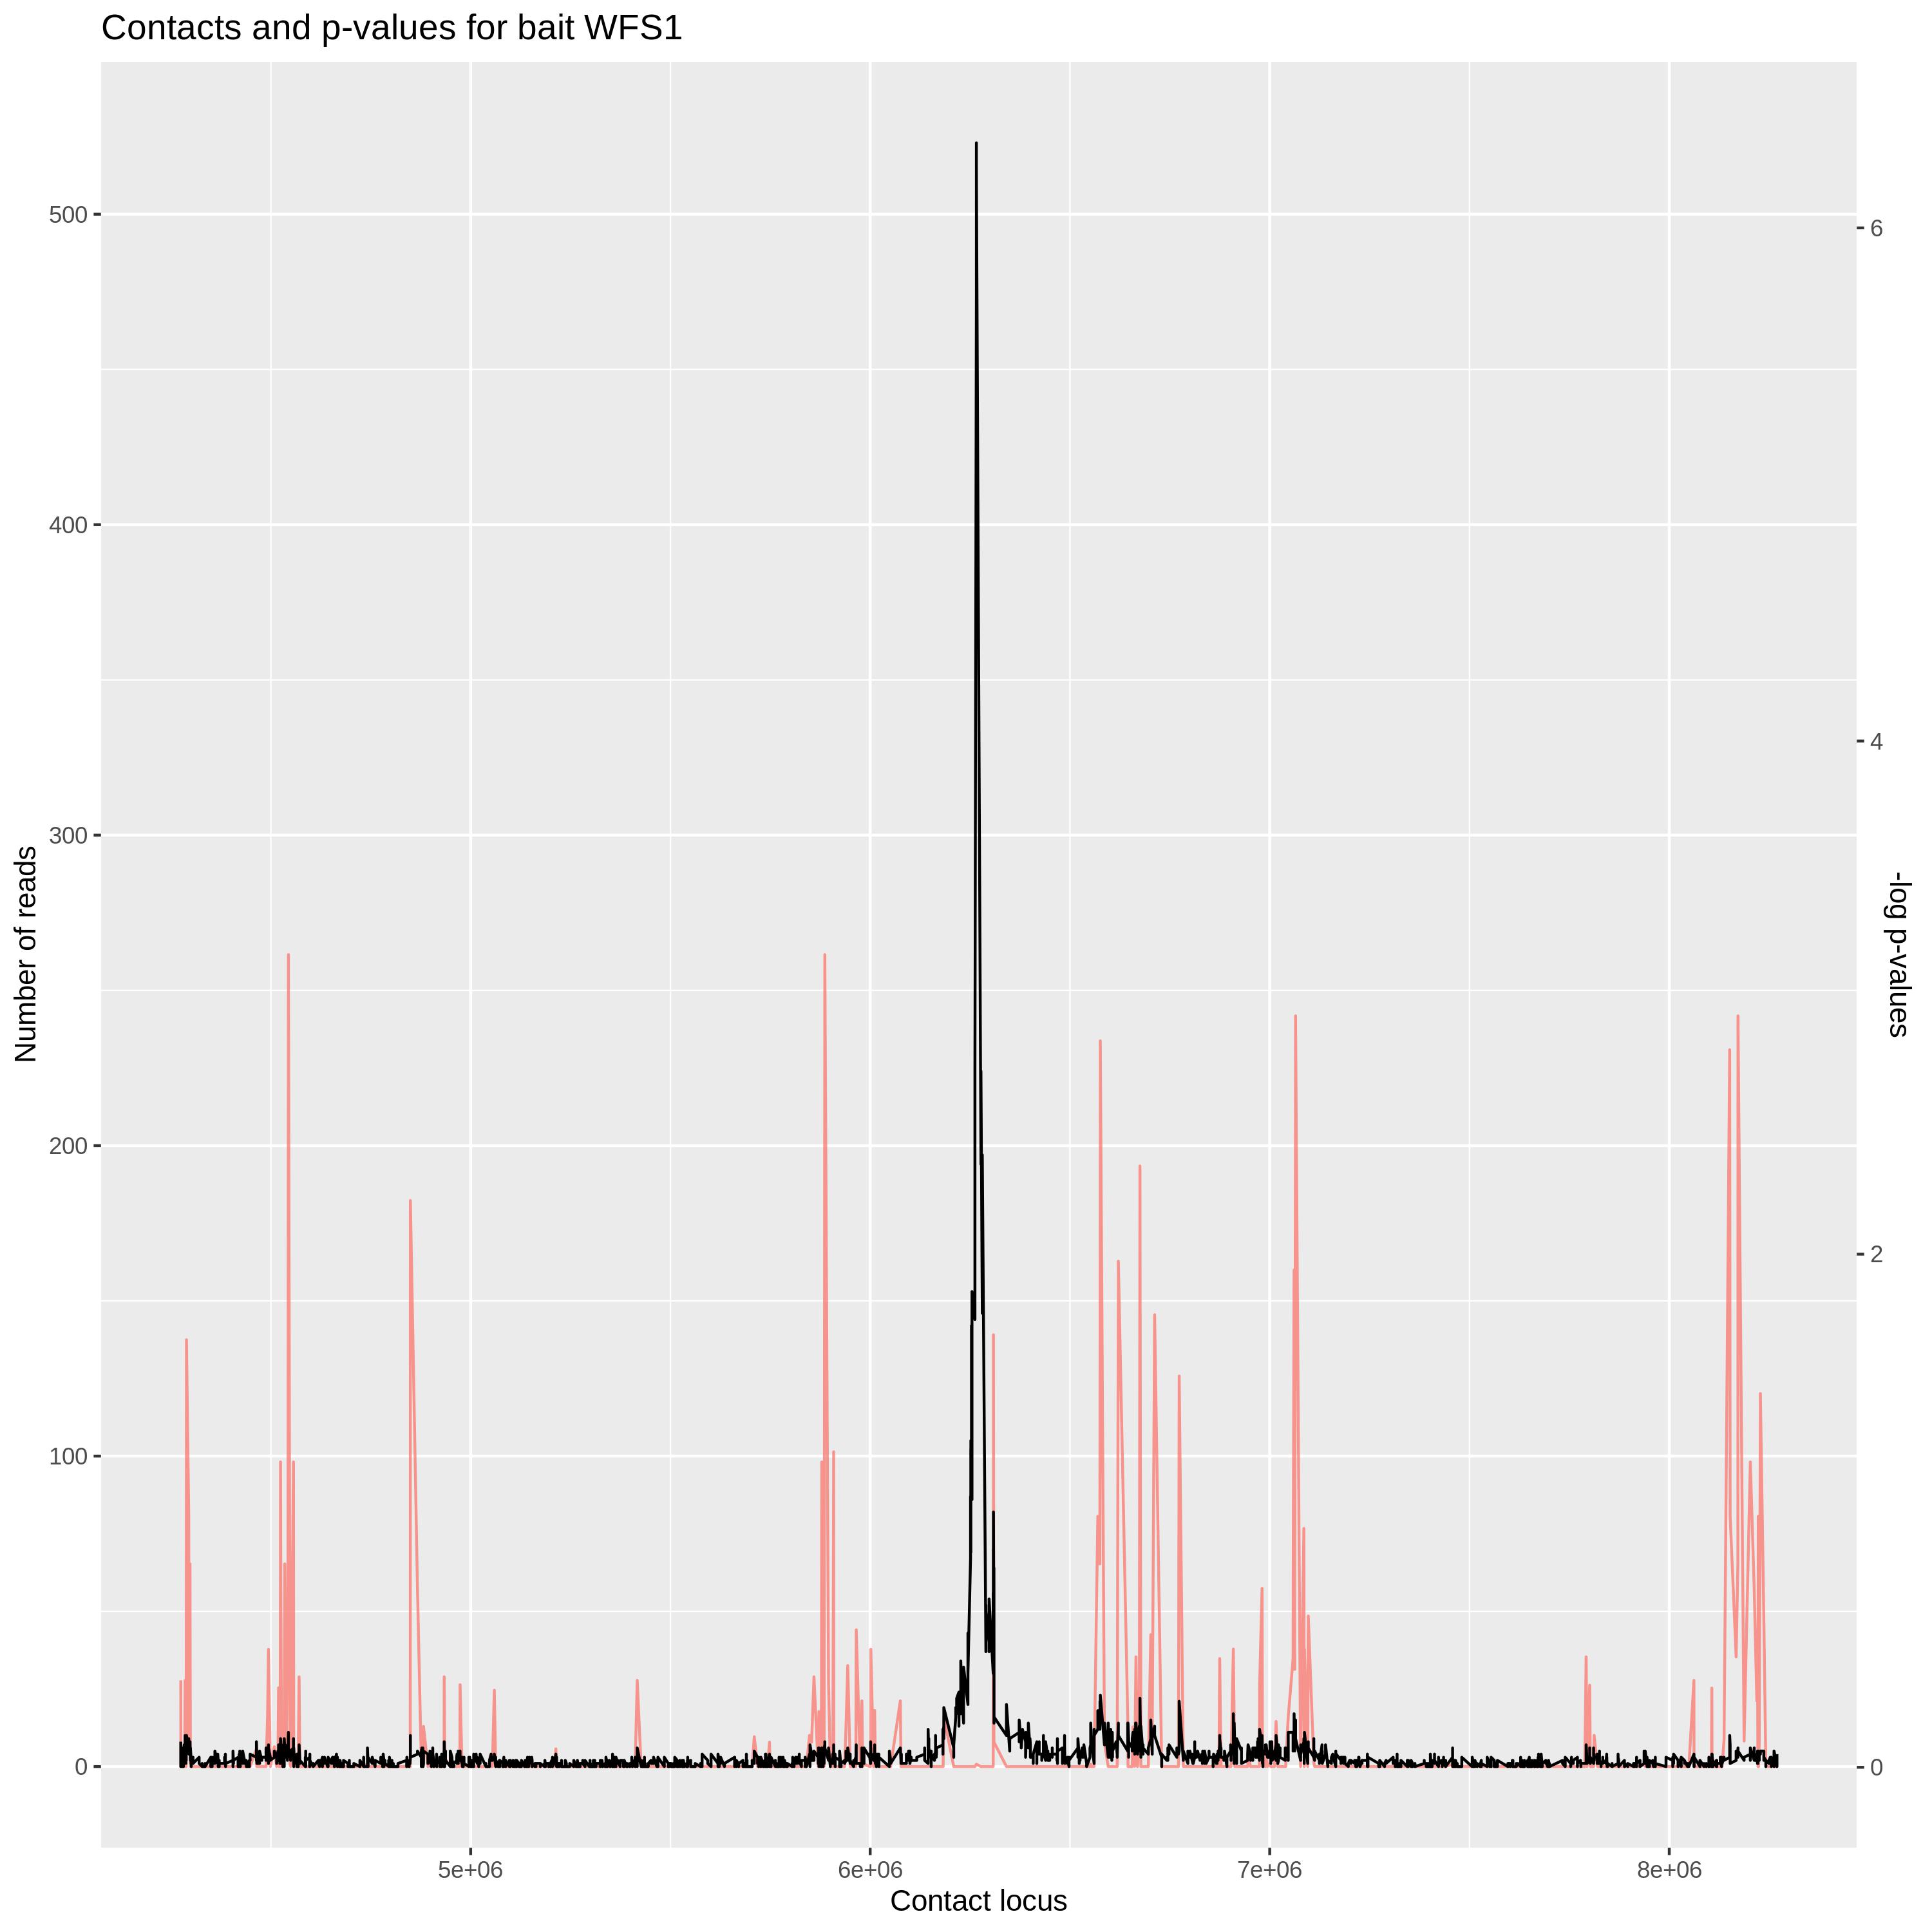 Contacts and p-values for bait WFS1
500
400
300
200
100
0
Number of reads
6
4
2
0
-log p-values
5e+06
6e+06
7e+06
8e+06
Contact locus